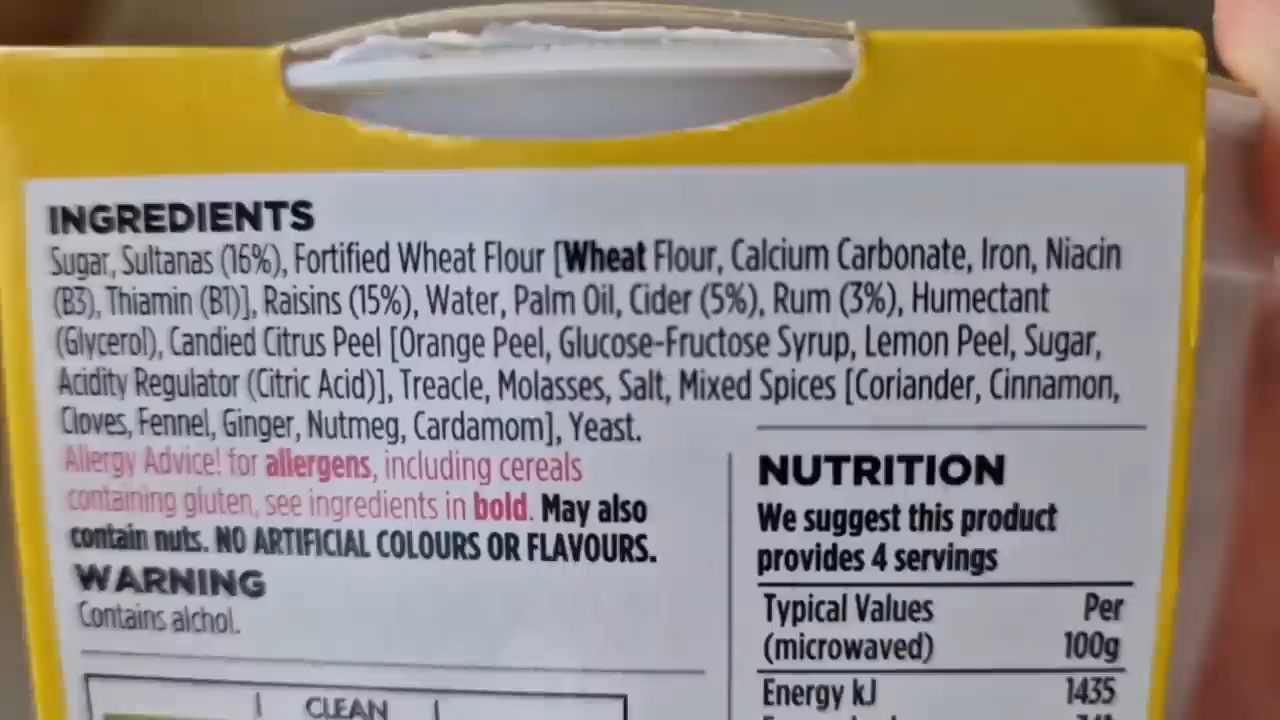 INGREDIENTS
Sugar, Sultanas (16%), Fortified Wheat Flour [Wheat Flour, Calcium Carbonate, Iron, Niacin
(B3), Thiamin (B1)], Raisins (15%), Water, Palm Oil, Cider (5%), Rum (3%), Humectant
(Glycerol), Candied Citrus Peel [Orange Peel, Glucose-Fructose Syrup, Lemon Peel, Sugar,
Acidity Regulator (Citric Acid)], Treacle, Molasses, Salt, Mixed Spices [Coriander, Cinnamon,
Cloves, Fennel, Ginger, Nutmeg, Cardamom], Yeast.
Allergy Advice! for allergens, including cereals
containing gluten, see ingredients in bold. May also
contain nuts. NO ARTIFICIAL COLOURS OR FLAVOURS.
WARNING
Contains alchol.
CLEAN
NUTRITION
We suggest this product
provides 4 servings
Typical Values Per
(microwaved) 100g
Energy kJ 1435